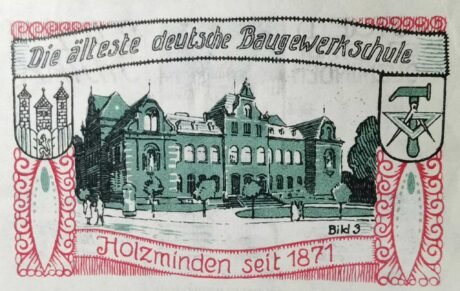 Die älteste deutsche Baugewerkschule
Bild 3
Holzminden seit 1871